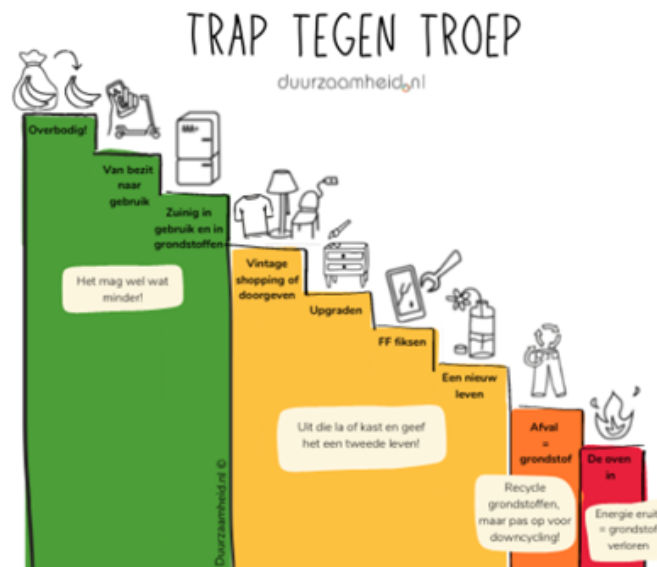 TRAP TEGEN TROEP
duurzaamheid.nl
Overbodig!
Van bezit
naar
gebruik
Zuinig in
gebruik en in
grondstoffen
Het mag wel wat
minder!
Vintage
shopping of
doorgeven
Upgraden
FF fiksen
Een nieuw
leven
Uit die la of kast en geef
het een tweede leven!
Afval
=
grondstof
Recycle
grondstoffen,
maar pas op voor
downcycling!
De oven
in
Energie eruit
= grondstof
verloren
Duurzaamheid.nl ©